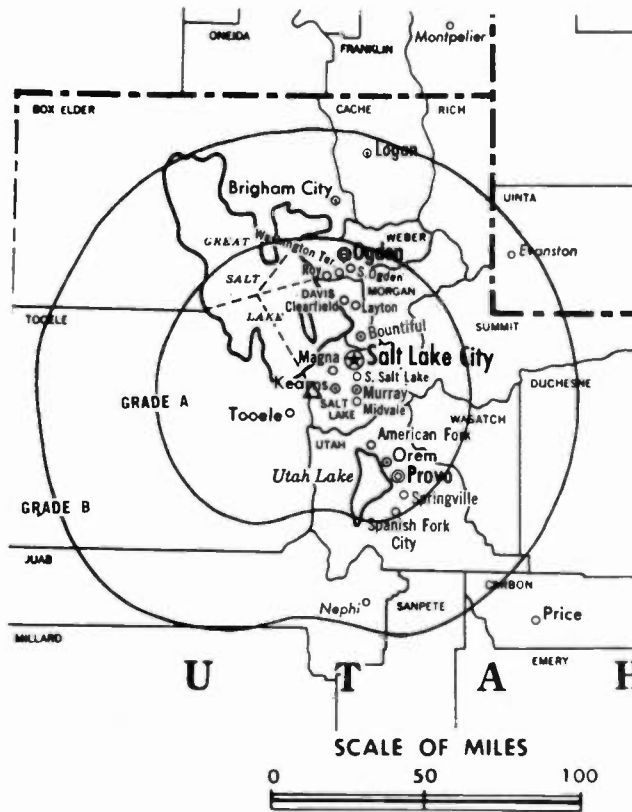 ONEIDA
FRANKLIN
Montpelier
BOX ELDER
CACHE
RICH
Logan
Brigham City
UINTA
WEBER
GREAT
Washington Ter.
Ogden
Evanston
SALT
Roy
S. Ogden
DAVIS
MORGAN
Clearfield
Layton
TOOELE
LAKE
SUMMIT
Bountiful
Salt Lake City
Magna
S. Salt Lake
DUCHESNE
Kearns
Murray
GRADE A
SALT LAKE
Midvale
Tooele
WASATCH
UTAH
American Fork
Orem
Utah Lake
Provo
Springville
GRADE B
Spanish Fork
City
JUAB
CARBON
Nephi
SANPETE
Price
MILLARD
EMERY
U T A H
SCALE OF MILES
0 50 100